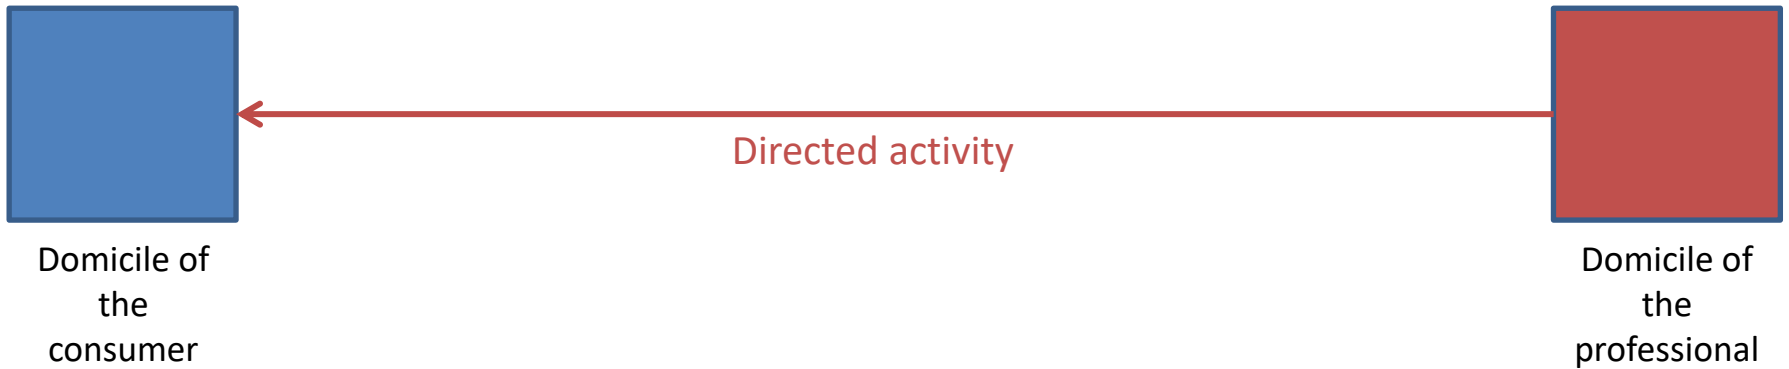 Directed activity
Domicile of
the
consumer
Domicile of
the
professional